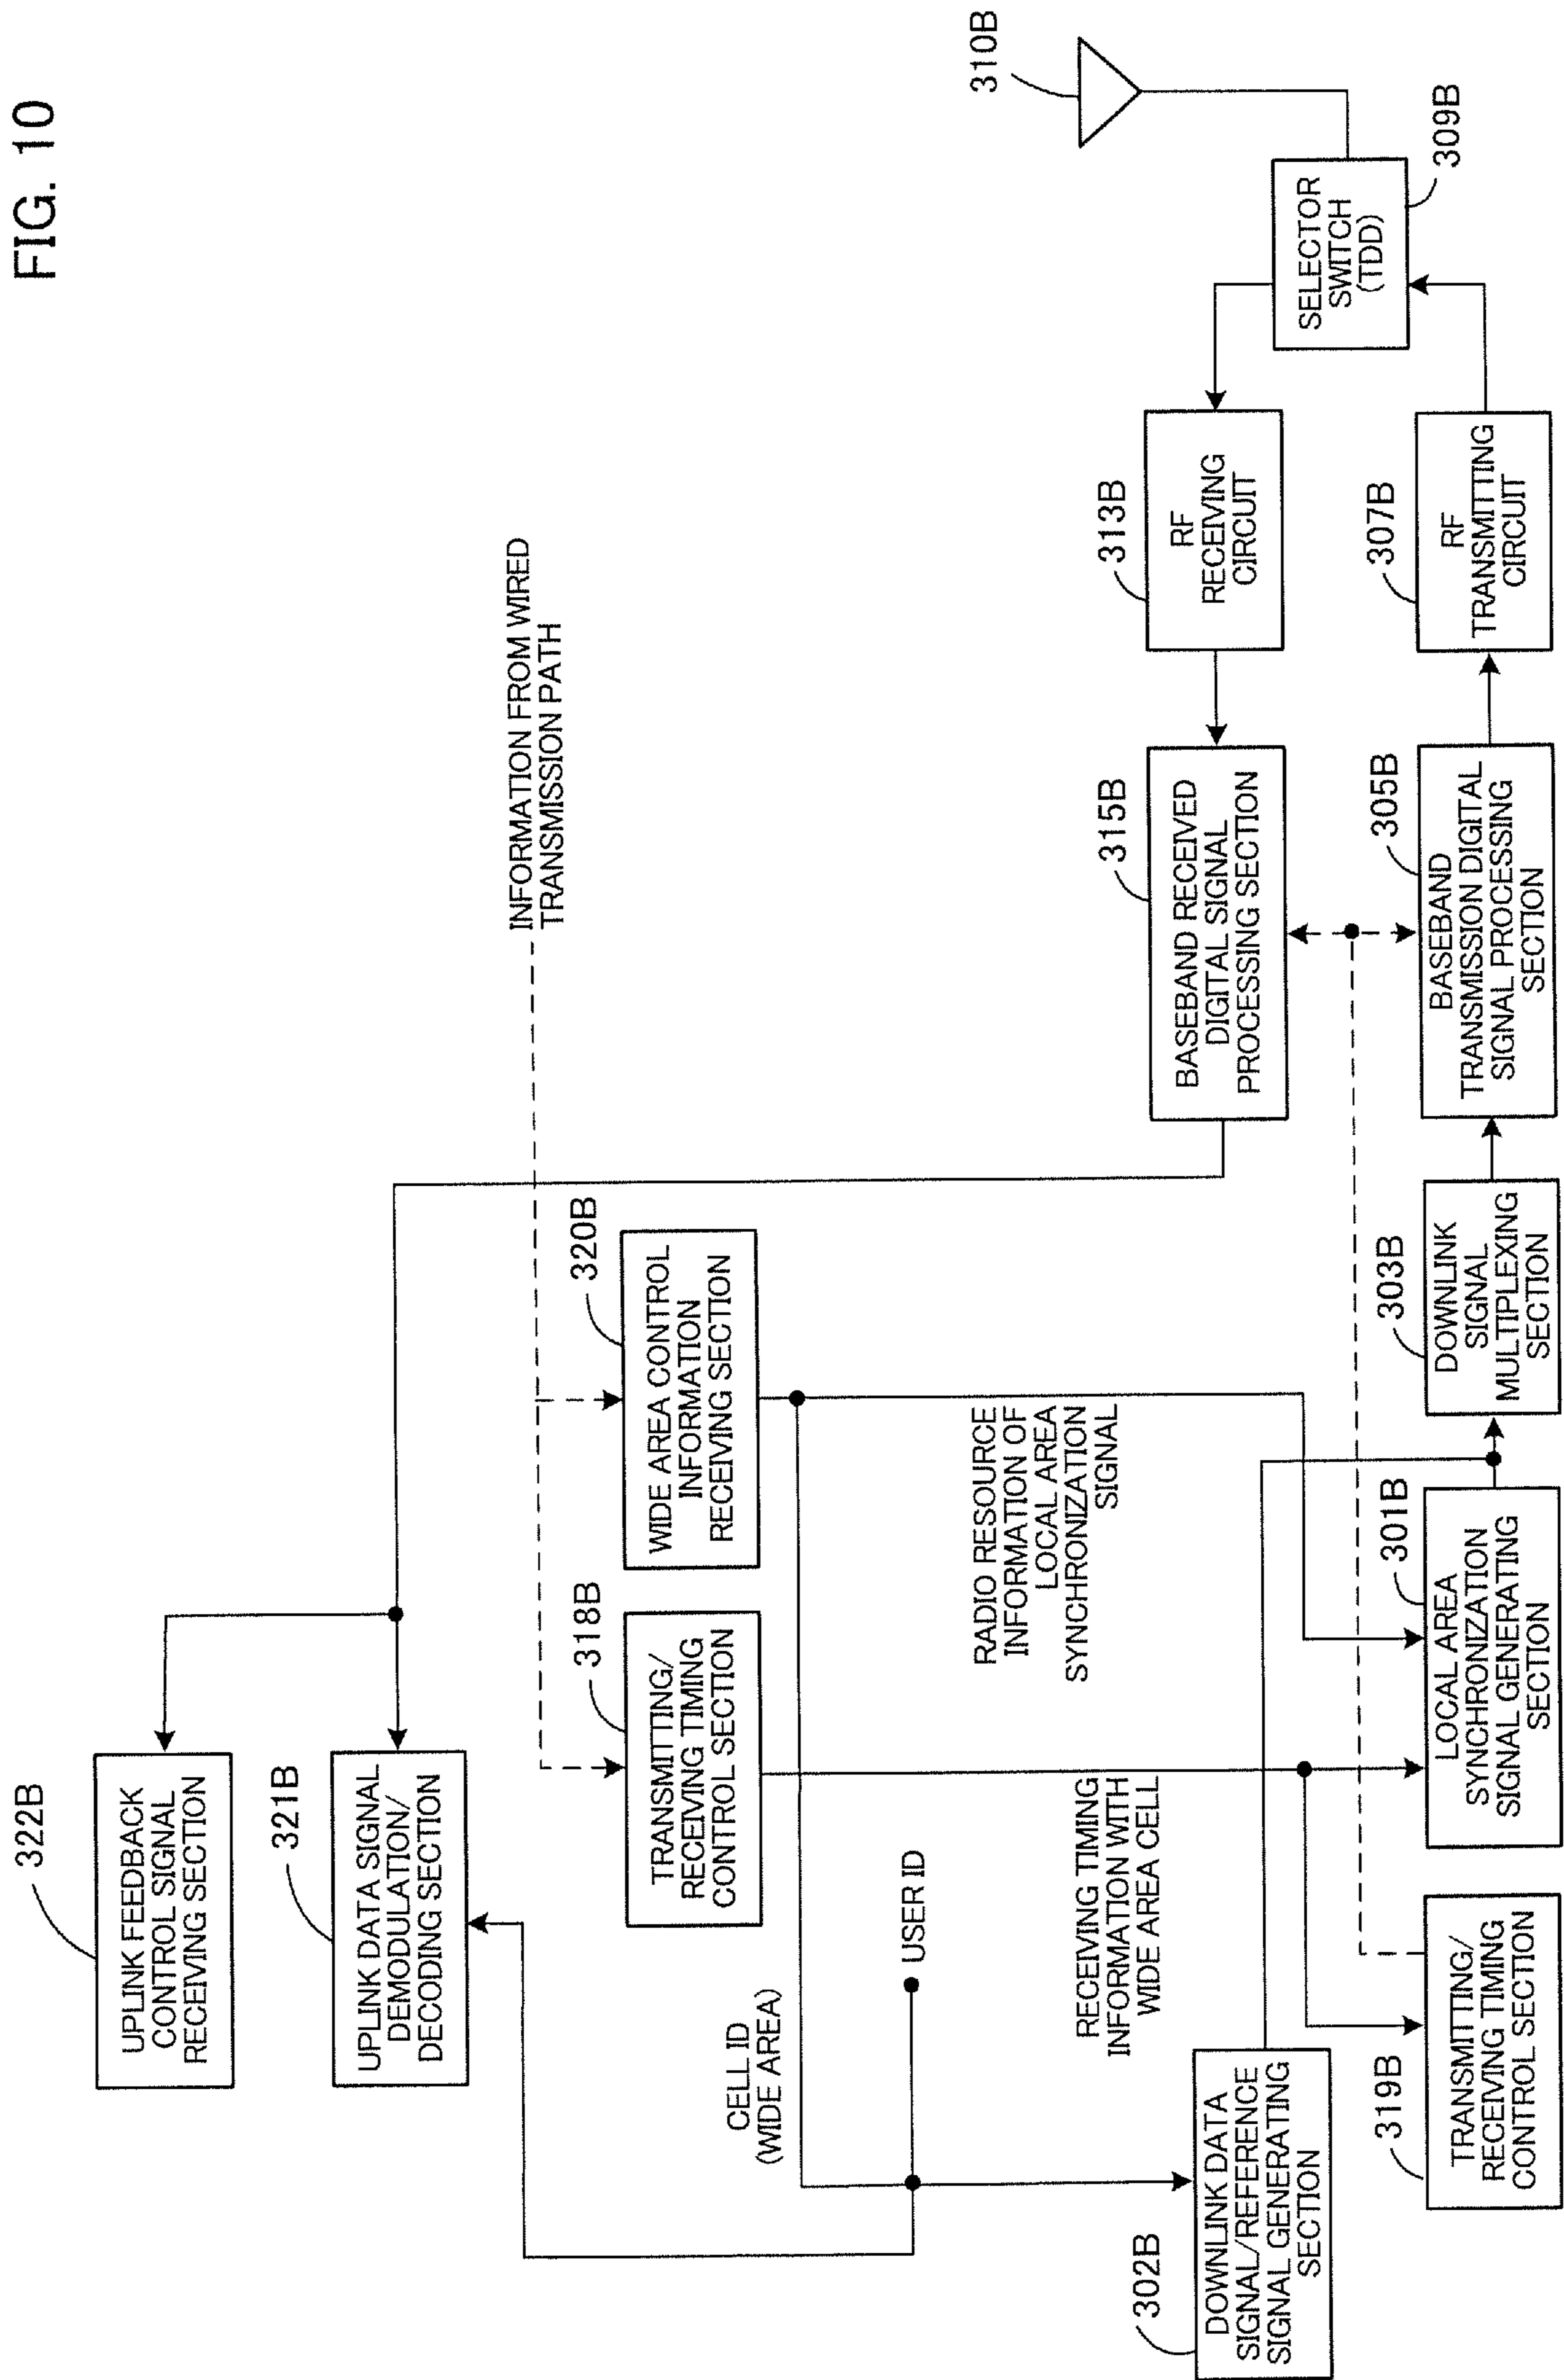 FIG. 10
322B
UPLINK FEEDBACK
CONTROL SIGNAL
RECEIVING SECTION
321B
UPLINK DATA SIGNAL
DEMODULATION/
DECODING SECTION
INFORMATION FROM WIRED
TRANSMISSION PATH
318B
TRANSMITTING/
RECEIVING TIMING
CONTROL SECTION
320B
WIDE AREA CONTROL
INFORMATION
RECEIVING SECTION
CELL ID
(WIDE AREA)
USER ID
RADIO RESOURCE
INFORMATION OF
LOCAL AREA
SYNCHRONIZATION
SIGNAL
RECEIVING TIMING
INFORMATION WTH
WIDE AREA CELL
302B
DOWNLINK DATA
SIGNAL/REFERENCE
SIGNAL GENERATING
SECTION
315B
BASEBAND RECEIVED
DIGITAL SIGNAL
PROCESSING SECTION
313B
RF
RECEIVING
CIRCUIT
310B
SELECTOR
SWITCH
(TDD)
309B
319B
TRANSMITTING/
RECEIVING TIMING
CONTROL SECTION
301B
LOCAL AREA
SYNCHRONIZATION
SIGNAL GENERATING
SECTION
303B
DOWNLINK
SIGNAL
MULTIPLEXING
SECTION
305B
BASEBAND
TRANSMISSION DIGITAL
SIGNAL PROCESSING
SECTION
307B
RF
TRANSMITTING
CIRCUIT